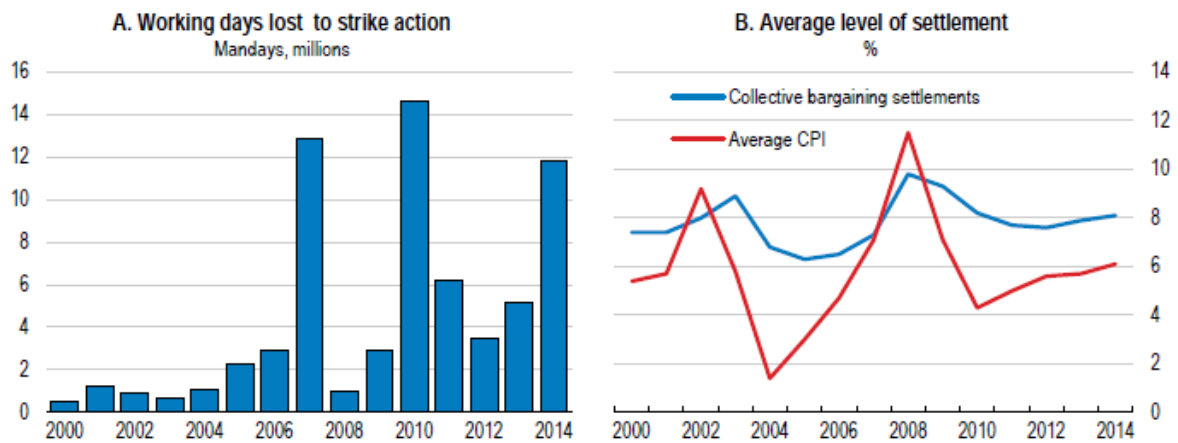 A. Working days lost to strike action
Mandays, millions
16
14
12
10
8
6
4
2
0
2000 2002 2004 2006 2008 2010 2012 2014
B. Average level of settlement
%
Collective bargaining settlements
Average CPI
14
12
10
8
6
4
2
0
2000 2002 2004 2006 2008 2010 2012 2014